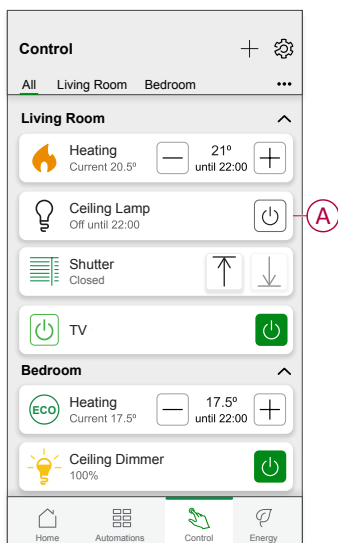 Control
All Living Room Bedroom
Living Room
Heating
Current 20.5º
21º
until 22:00
Ceiling Lamp
Off until 22:00
A
Shutter
Closed
TV
Bedroom
ECO
Heating
Current 17.5º
17.5º
until 22:00
Ceiling Dimmer
100%
Home Automations Control Energy